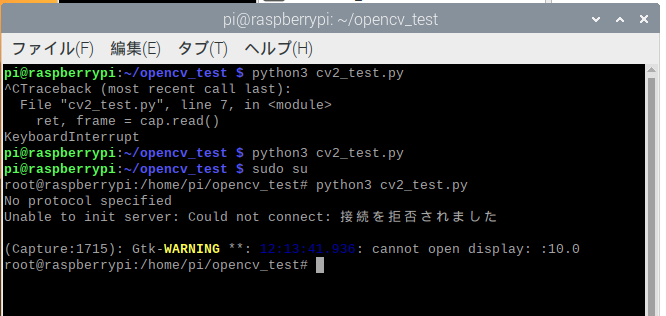 pi@raspberrypi: ~/opencv_test
ファイル(F) 編集(E) タブ(T) ヘルプ(H)
pi@raspberrypi:~/opencv_test $ python3 cv2_test.py
^CTraceback (most recent call last):
  File "cv2_test.py", line 7, in <module>
    ret, frame = cap.read()
KeyboardInterrupt
pi@raspberrypi:~/opencv_test $ python3 cv2_test.py
pi@raspberrypi:~/opencv_test $ sudo su
root@raspberrypi:/home/pi/opencv_test# python3 cv2_test.py
No protocol specified
Unable to init server: Could not connect: 接続を拒否されました
(Capture:1715): Gtk-WARNING **: 12:13:41.936: cannot open display: :10.0
root@raspberrypi:/home/pi/opencv_test#